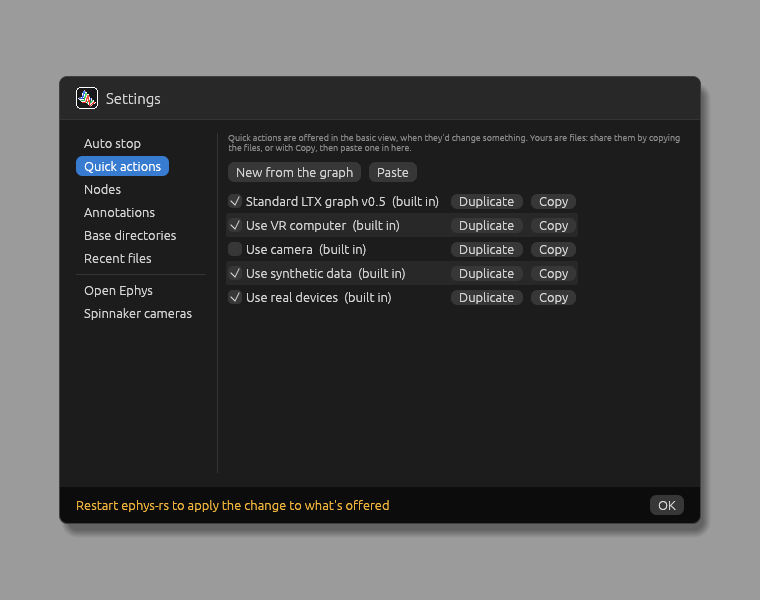 Settings
Auto stop
Quick actions
Nodes
Annotations
Base directories
Recent files
Open Ephys
Spinnaker cameras
Quick actions are offered in the basic view, when they'd change something. Yours are files: share them by copying
the files, or with Copy, then paste one in here.
New from the graph Paste
Standard LTX graph v0.5 (built in) Duplicate Copy
Use VR computer (built in) Duplicate Copy
Use camera (built in) Duplicate Copy
Use synthetic data (built in) Duplicate Copy
Use real devices (built in) Duplicate Copy
Restart ephys-rs to apply the change to what's offered OK